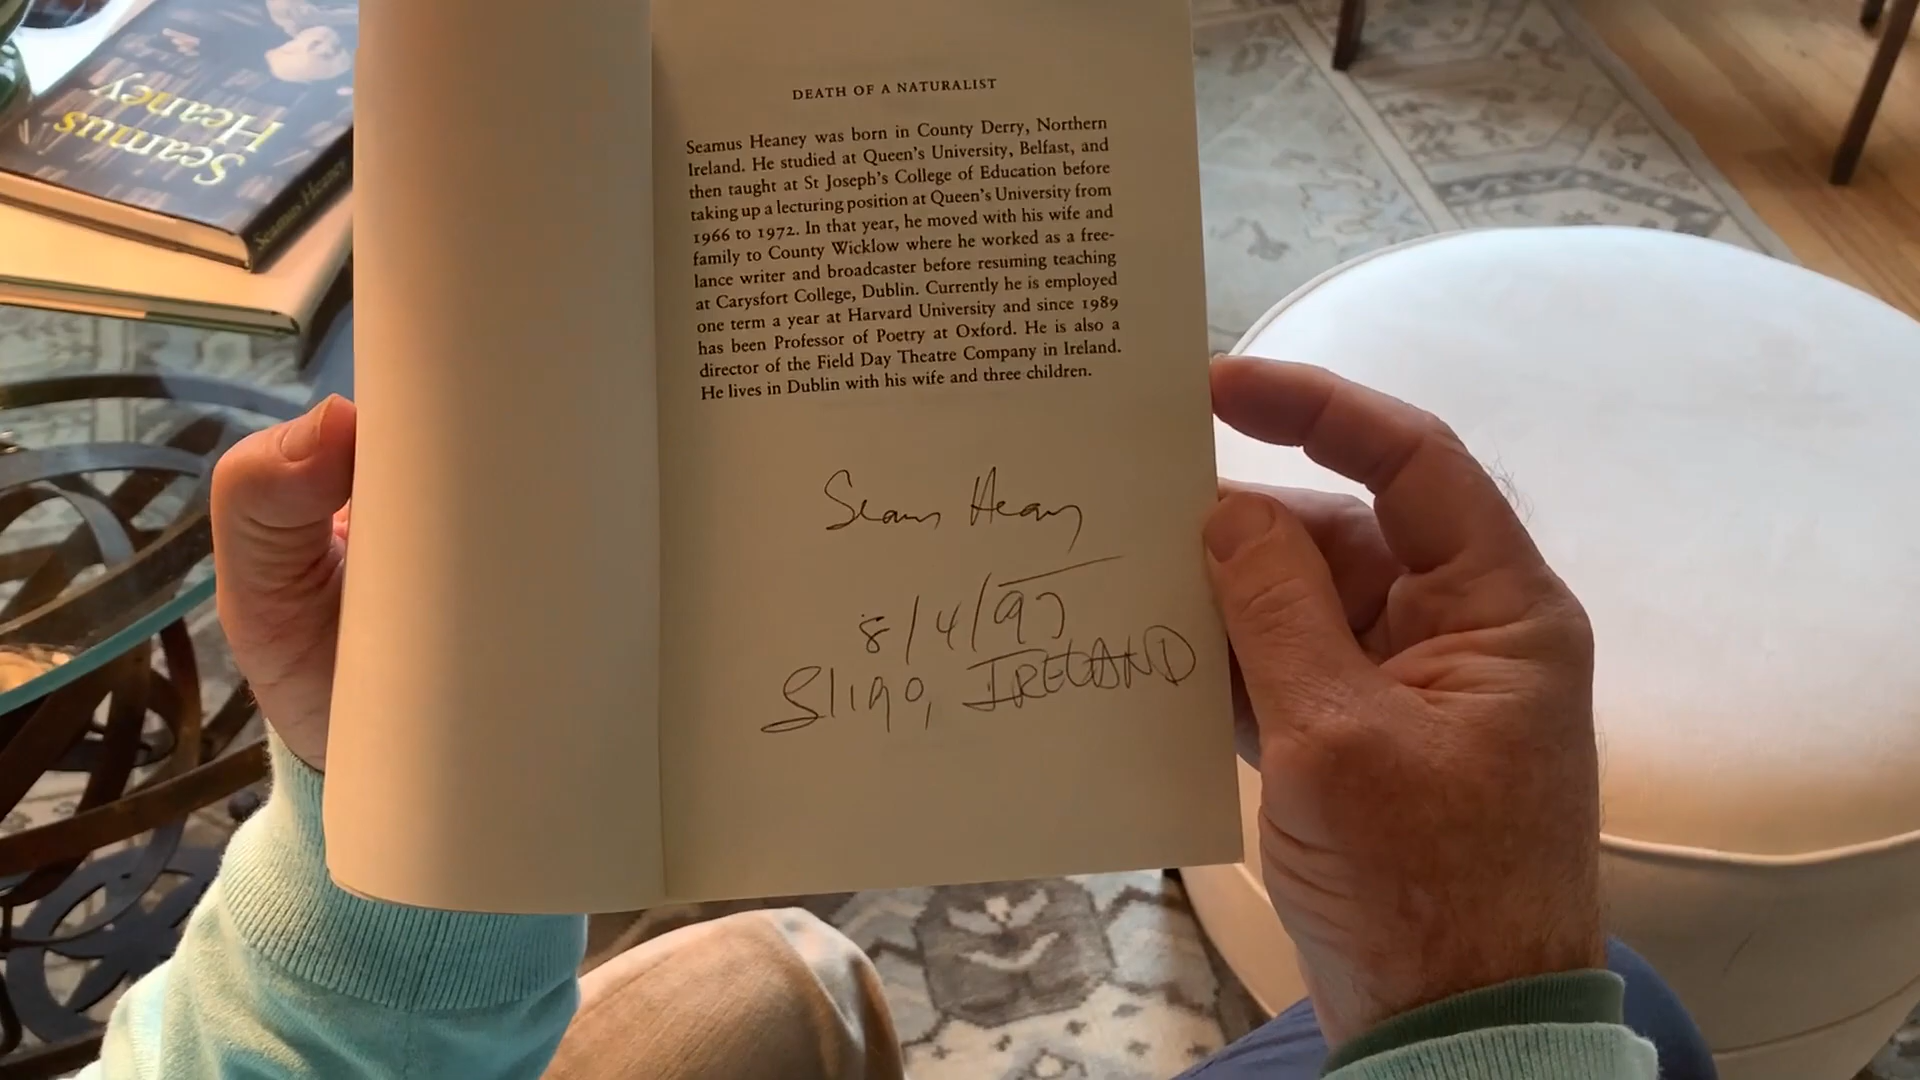 Seamus
Heaney
Seamus Heaney
DEATH OF A NATURALIST
Seamus Heaney was born in County Derry, Northern
Ireland. He studied at Queen's University, Belfast, and
then taught at St Joseph's College of Education before
taking up a lecturing position at Queen's University from
1966 to 1972. In that year, he moved with his wife and
family to County Wicklow where he worked as a free-
lance writer and broadcaster before resuming teaching
at Carysfort College, Dublin. Currently he is employed
one term a year at Harvard University and since 1989
has been Professor of Poetry at Oxford. He is also a
director of the Field Day Theatre Company in Ireland.
He lives in Dublin with his wife and three children.
Seamus Heaney
8/4/97
Sligo, IRELAND